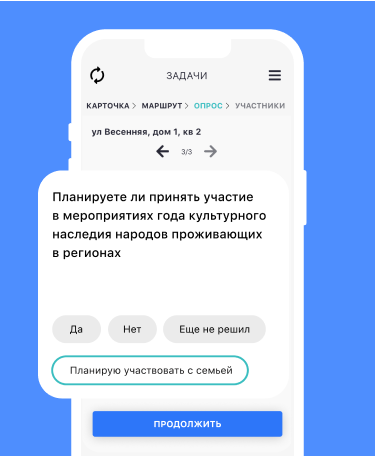 ЗАДАЧИ
КАРТОЧКА > МАРШРУТ > ОПРОС > УЧАСТНИКИ
ул Весенняя, дом 1, кв 2
3/3
Планируете ли принять участие
в мероприятиях года культурного
наследия народов проживающих
в регионах
Да Нет Еще не решил
Планирую участвовать с семьей
ПРОДОЛЖИТЬ